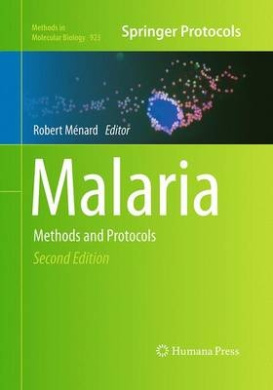 Methods in
Molecular Biology 923
Springer Protocols
Robert Ménard Editor
Malaria
Methods and Protocols
Second Edition
Humana Press